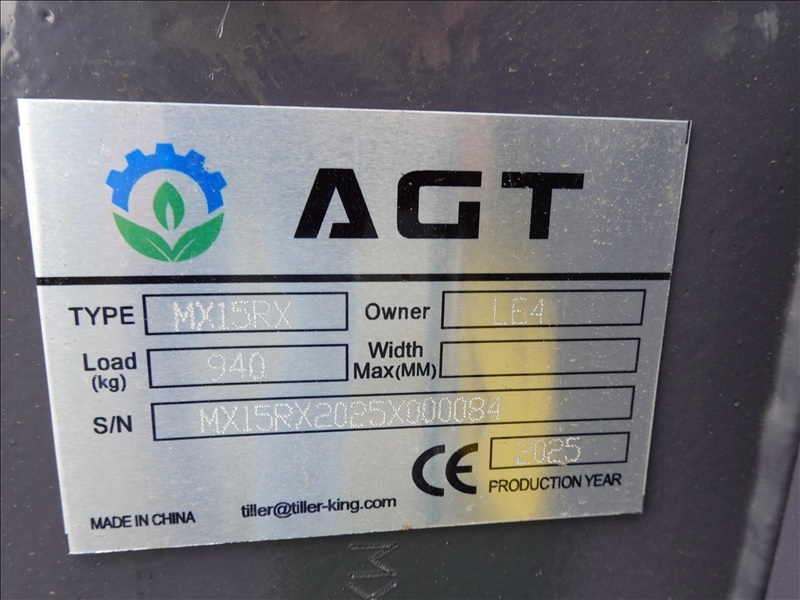 AGT
TYPE MX15RX Owner LE4
Load (kg) 940 Width Max(MM)
S/N MX15RX2025X000084
CE 2025
PRODUCTION YEAR
MADE IN CHINA tiller@tiller-king.com